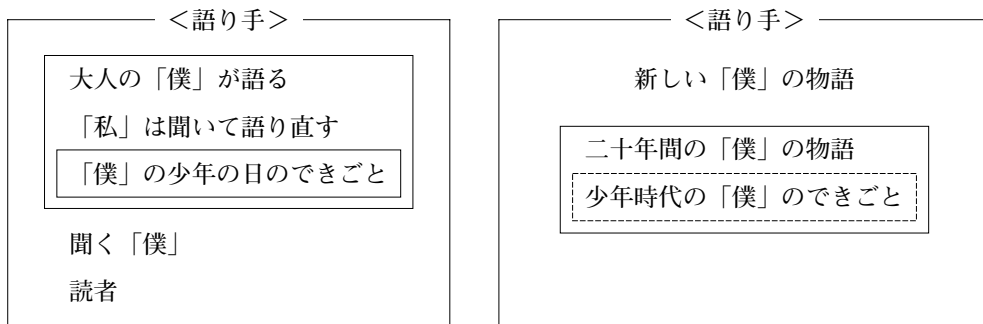 ＜語り手＞
大人の「僕」が語る
「私」は聞いて語り直す
「僕」の少年の日のできごと
聞く「僕」
読者
＜語り手＞
新しい「僕」の物語
二十年間の「僕」の物語
少年時代の「僕」のできごと